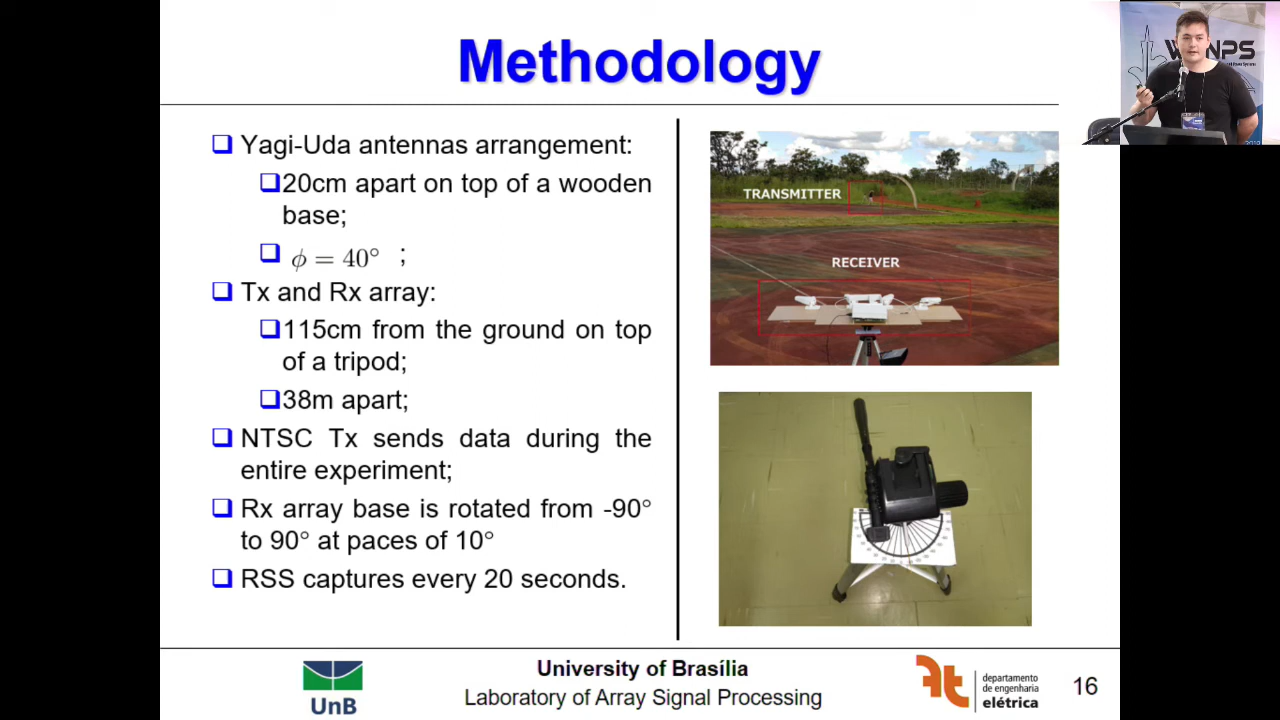 Methodology
Yagi-Uda antennas arrangement:
20cm apart on top of a wooden
base;
ϕ = 40° ;
Tx and Rx array:
115cm from the ground on top
of a tripod;
38m apart;
NTSC Tx sends data during the
entire experiment;
Rx array base is rotated from -90°
to 90° at paces of 10°
RSS captures every 20 seconds.
TRANSMITTER
RECEIVER
UnB
University of Brasília
Laboratory of Array Signal Processing
departamento
de engenharia
elétrica
16